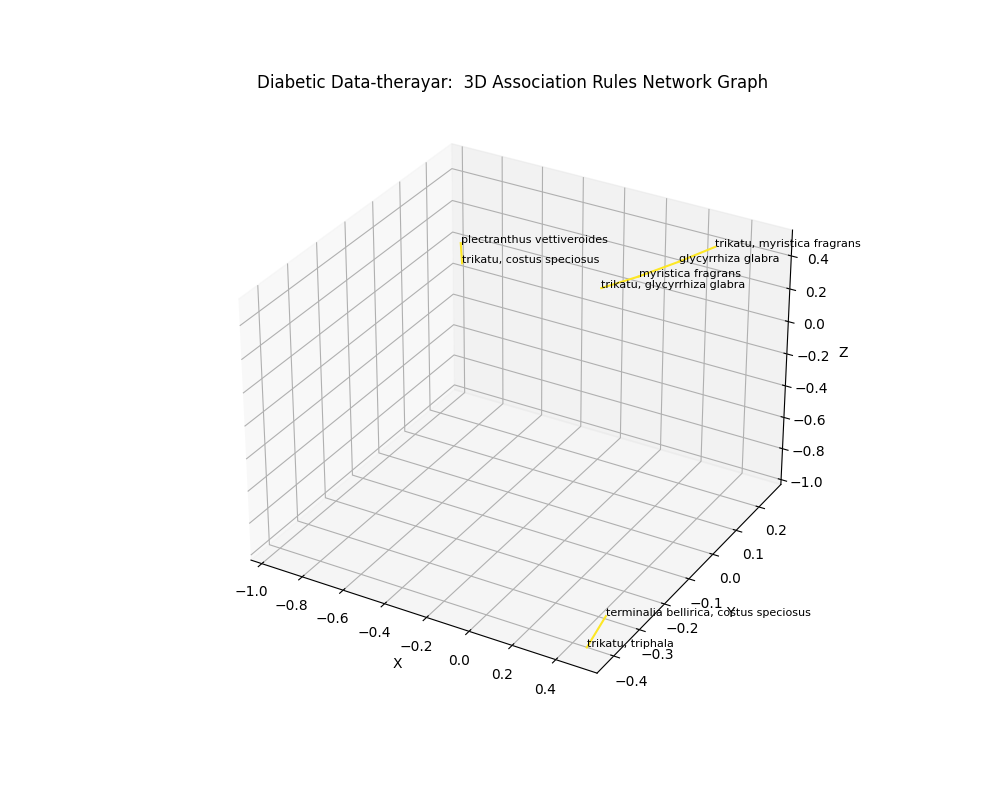 Diabetic Data-therayar:  3D Association Rules Network Graph
plectranthus vettiveroides
trikatu, costus speciosus
trikatu, myristica fragrans
glycyrrhiza glabra
myristica fragrans
trikatu, glycyrrhiza glabra
0.4
0.2
0.0
−0.2
Z
−0.4
−0.6
−0.8
−1.0
0.2
0.1
0.0
−0.1
Y
−0.2
−0.3
−0.4
terminalia bellirica, costus speciosus
trikatu, triphala
−1.0
−0.8
−0.6
−0.4
−0.2
0.0
0.2
0.4
X